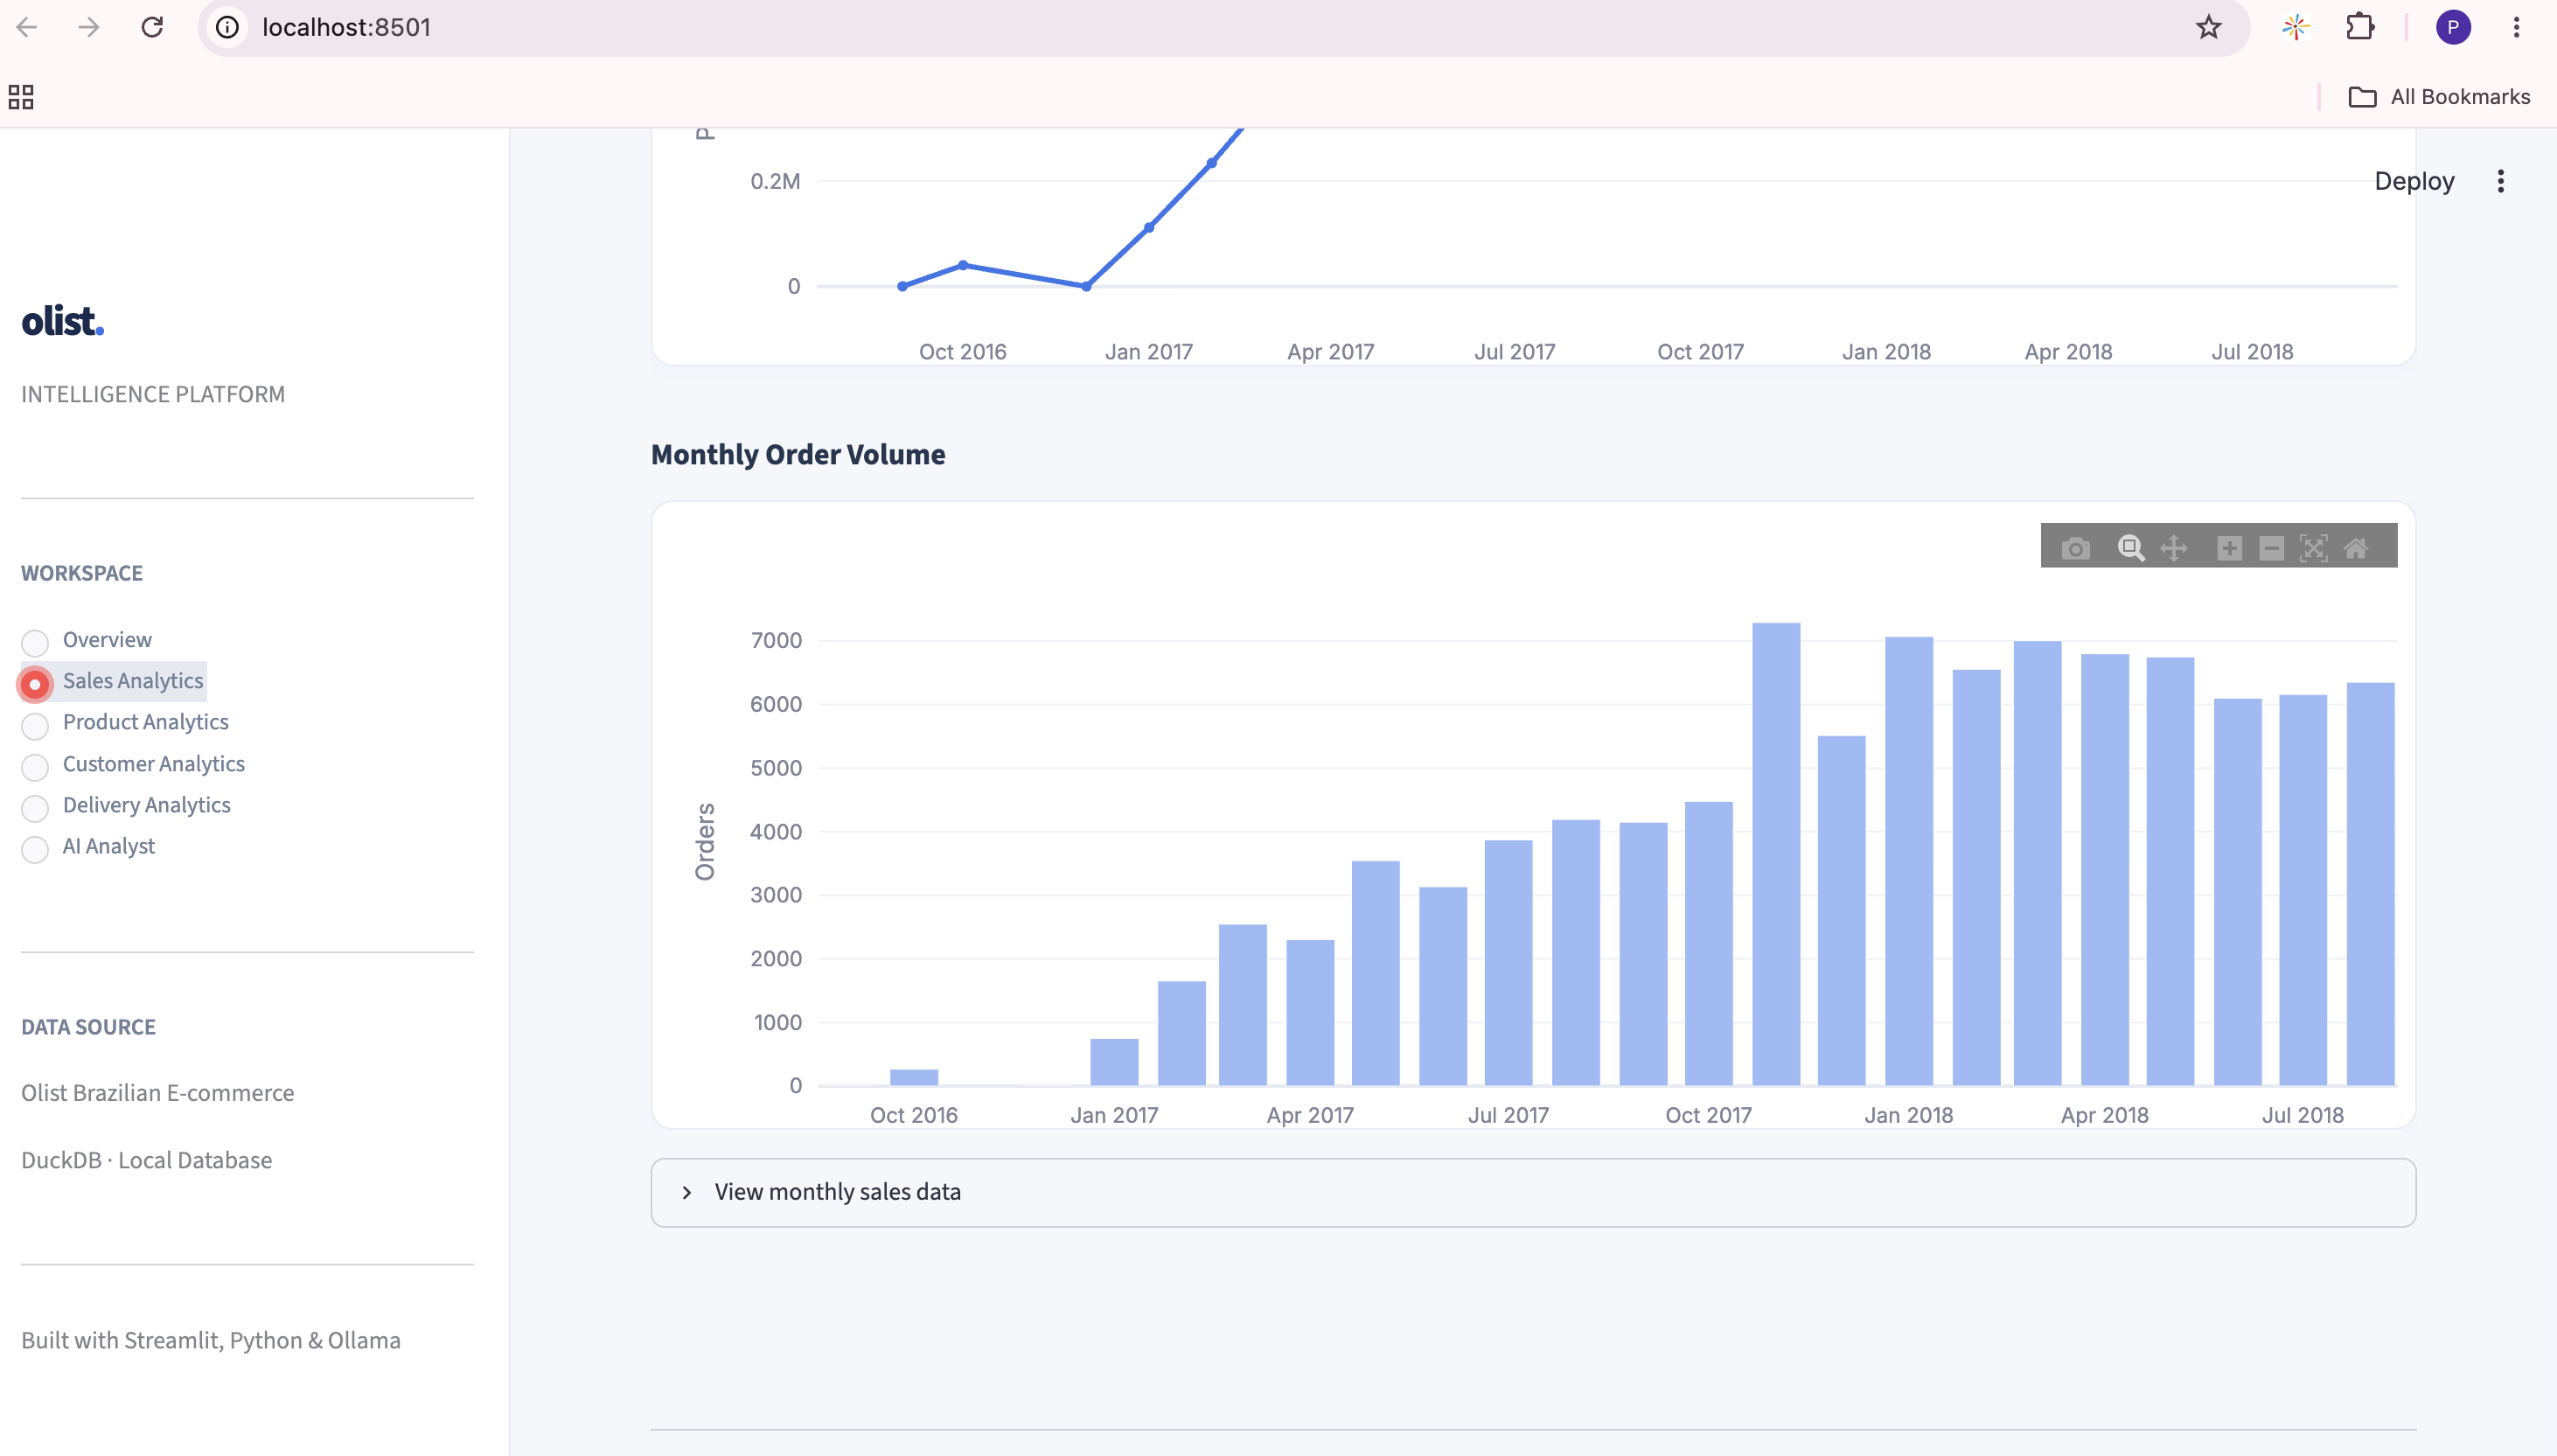 localhost:8501
P
All Bookmarks
Deploy
olist.
INTELLIGENCE PLATFORM
WORKSPACE
Overview
Sales Analytics
Product Analytics
Customer Analytics
Delivery Analytics
AI Analyst
DATA SOURCE
Olist Brazilian E-commerce
DuckDB · Local Database
Built with Streamlit, Python & Ollama
0.2M
0
Oct 2016 Jan 2017 Apr 2017 Jul 2017 Oct 2017 Jan 2018 Apr 2018 Jul 2018
Monthly Order Volume
Orders
7000
6000
5000
4000
3000
2000
1000
0
Oct 2016 Jan 2017 Apr 2017 Jul 2017 Oct 2017 Jan 2018 Apr 2018 Jul 2018
View monthly sales data